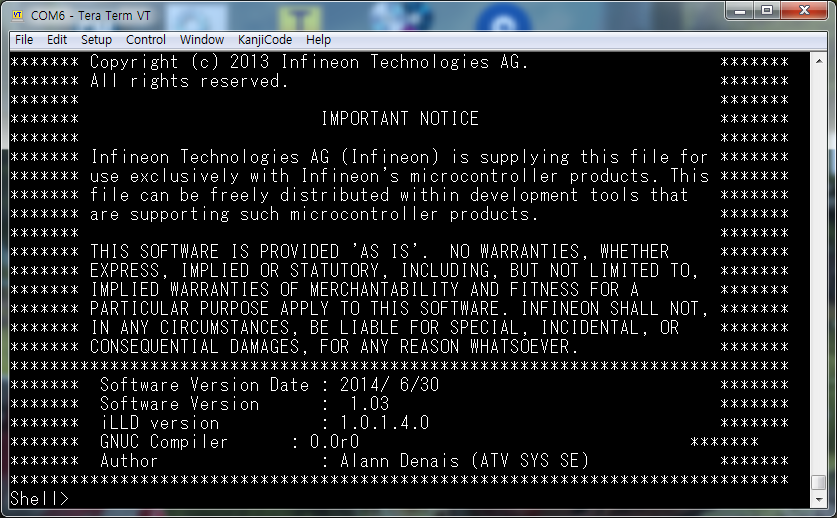 COM6 - Tera Term VT
File Edit Setup Control Window KanjiCode Help
******* Copyright (c) 2013 Infineon Technologies AG.                   *******
******* All rights reserved.                                           *******
*******                                                                *******
*******                        IMPORTANT NOTICE                        *******
*******                                                                *******
******* Infineon Technologies AG (Infineon) is supplying this file for *******
******* use exclusively with Infineon's microcontroller products. This *******
******* file can be freely distributed within development tools that   *******
******* are supporting such microcontroller products.                  *******
*******                                                                *******
******* THIS SOFTWARE IS PROVIDED 'AS IS'.  NO WARRANTIES, WHETHER     *******
******* EXPRESS, IMPLIED OR STATUTORY, INCLUDING, BUT NOT LIMITED TO,  *******
******* IMPLIED WARRANTIES OF MERCHANTABILITY AND FITNESS FOR A        *******
******* PARTICULAR PURPOSE APPLY TO THIS SOFTWARE. INFINEON SHALL NOT, *******
******* IN ANY CIRCUMSTANCES, BE LIABLE FOR SPECIAL, INCIDENTAL, OR    *******
******* CONSEQUENTIAL DAMAGES, FOR ANY REASON WHATSOEVER.              *******
******************************************************************************
*******  Software Version Date : 2014/ 6/30                            *******
*******  Software Version      :  1.03                                 *******
*******  iLLD version          : 1.0.1.4.0                             *******
*******  GNUC Compiler      : 0.0r0                                 *******
*******  Author                : Alann Denais (ATV SYS SE)             *******
******************************************************************************
Shell>